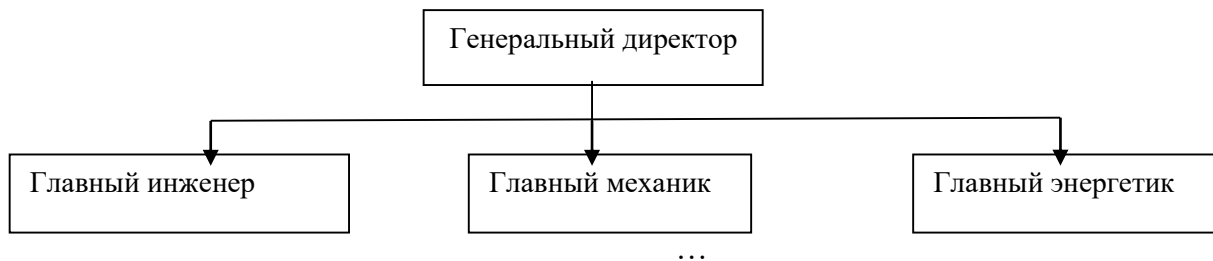 Генеральный директор
Главный инженер
Главный механик
Главный энергетик
…